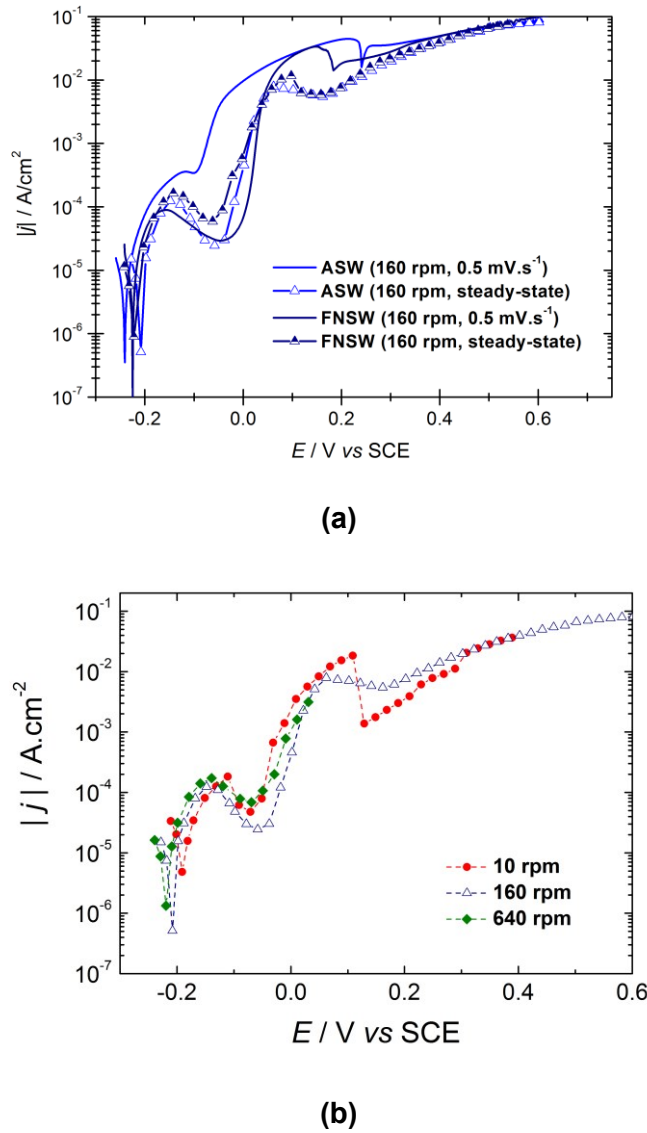 10^-1
10^-2
10^-3
10^-4
10^-5
10^-6
10^-7
|j| / A/cm^2
ASW (160 rpm, 0.5 mV.s^-1)
ASW (160 rpm, steady-state)
FNSW (160 rpm, 0.5 mV.s^-1)
FNSW (160 rpm, steady-state)
-0.2 0.0 0.2 0.4 0.6
E / V vs SCE
(a)
10^-1
10^-2
10^-3
10^-4
10^-5
10^-6
10^-7
| j | / A.cm^-2
10 rpm
160 rpm
640 rpm
-0.2 0.0 0.2 0.4 0.6
E / V vs SCE
(b)